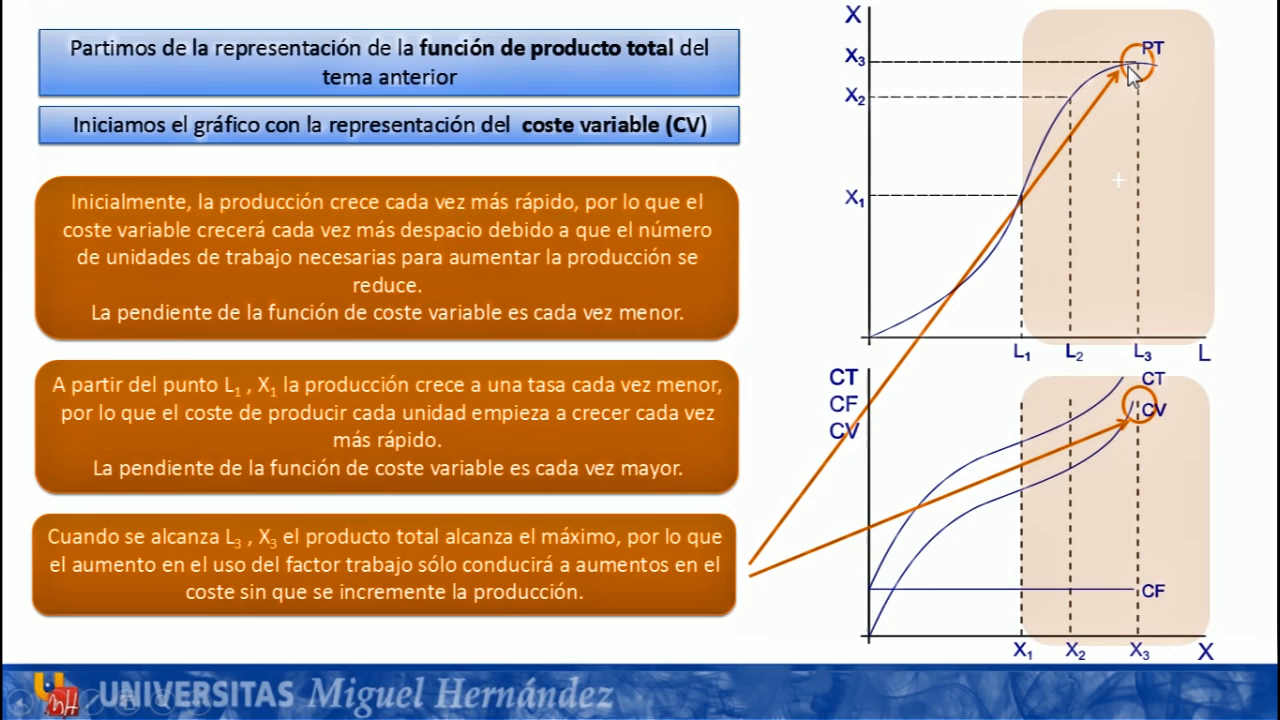 Partimos de la representación de la función de producto total del
tema anterior
Iniciamos el gráfico con la representación del coste variable (CV)
Inicialmente, la producción crece cada vez más rápido, por lo que el
coste variable crecerá cada vez más despacio debido a que el número
de unidades de trabajo necesarias para aumentar la producción se
reduce.
La pendiente de la función de coste variable es cada vez menor.
A partir del punto L₁ , X₁ la producción crece a una tasa cada vez menor,
por lo que el coste de producir cada unidad empieza a crecer cada vez
más rápido.
La pendiente de la función de coste variable es cada vez mayor.
Cuando se alcanza L₃ , X₃ el producto total alcanza el máximo, por lo que
el aumento en el uso del factor trabajo sólo conducirá a aumentos en el
coste sin que se incremente la producción.
X
PT
X₃
X₂
X₁
L₁ L₂ L₃ L
CT
CF
CV
CT
CV
CF
X₁ X₂ X₃ X
UNIVERSITAS Miguel Hernández